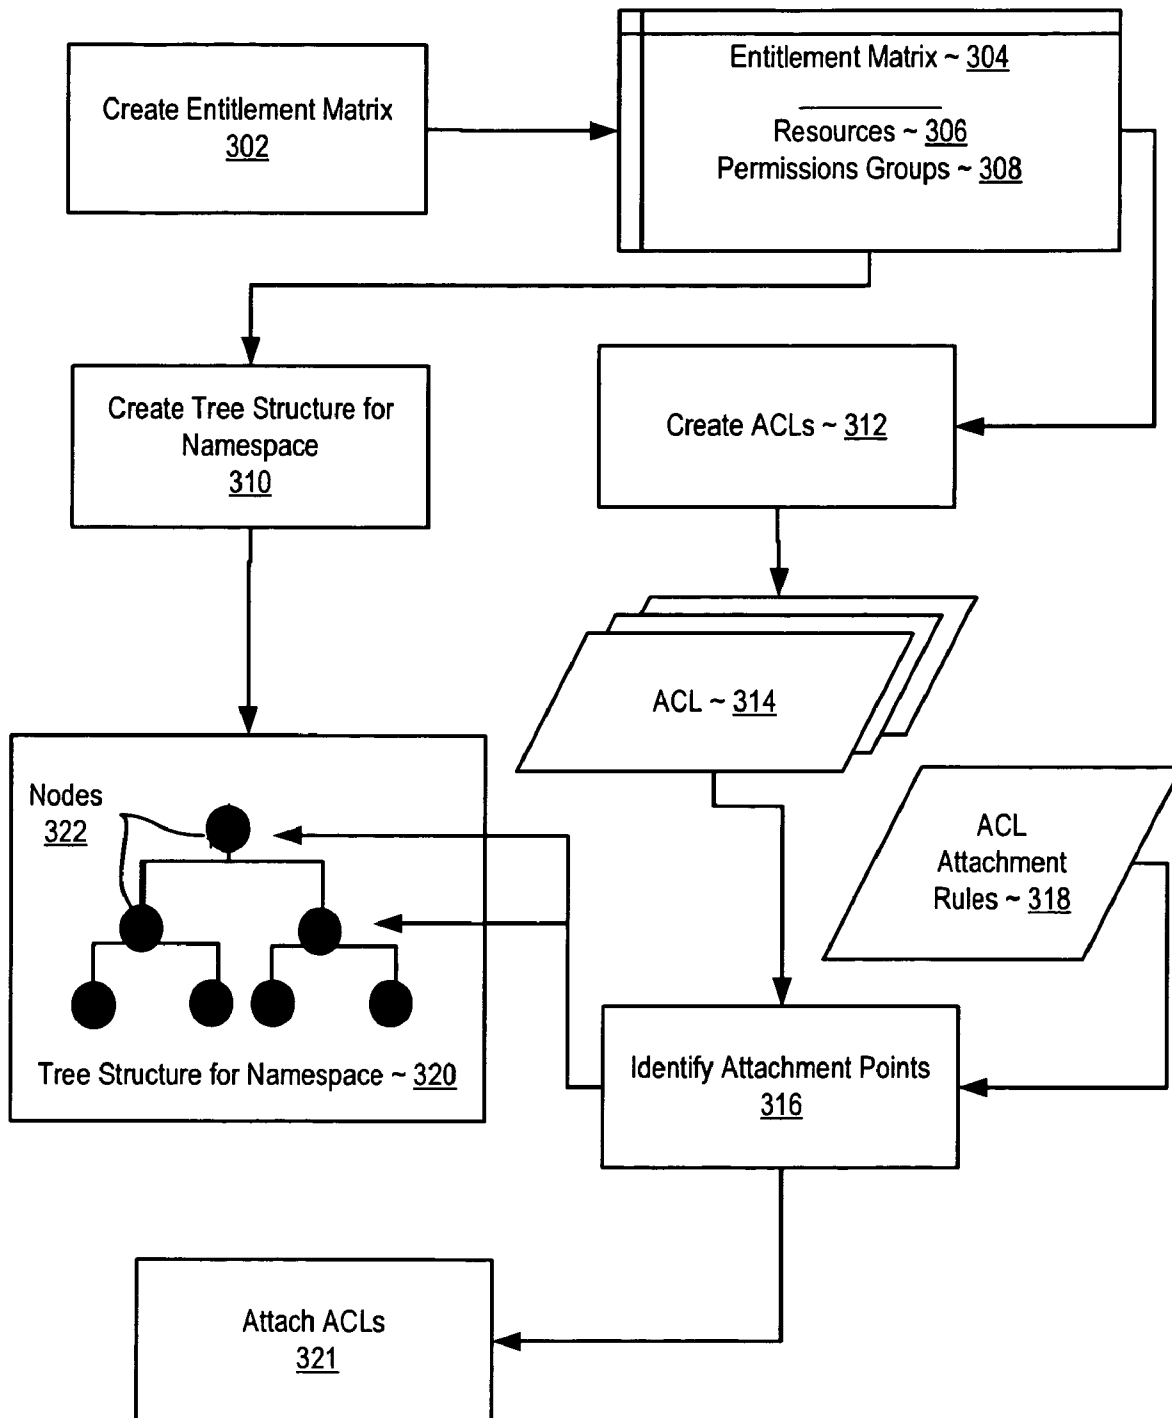 Create Entitlement Matrix
302
Entitlement Matrix ~ 304
Resources ~ 306
Permissions Groups ~ 308
Create Tree Structure for
Namespace
310
Create ACLs ~ 312
ACL ~ 314
Nodes
322
ACL
Attachment
Rules ~ 318
Tree Structure for Namespace ~ 320
Identify Attachment Points
316
Attach ACLs
321